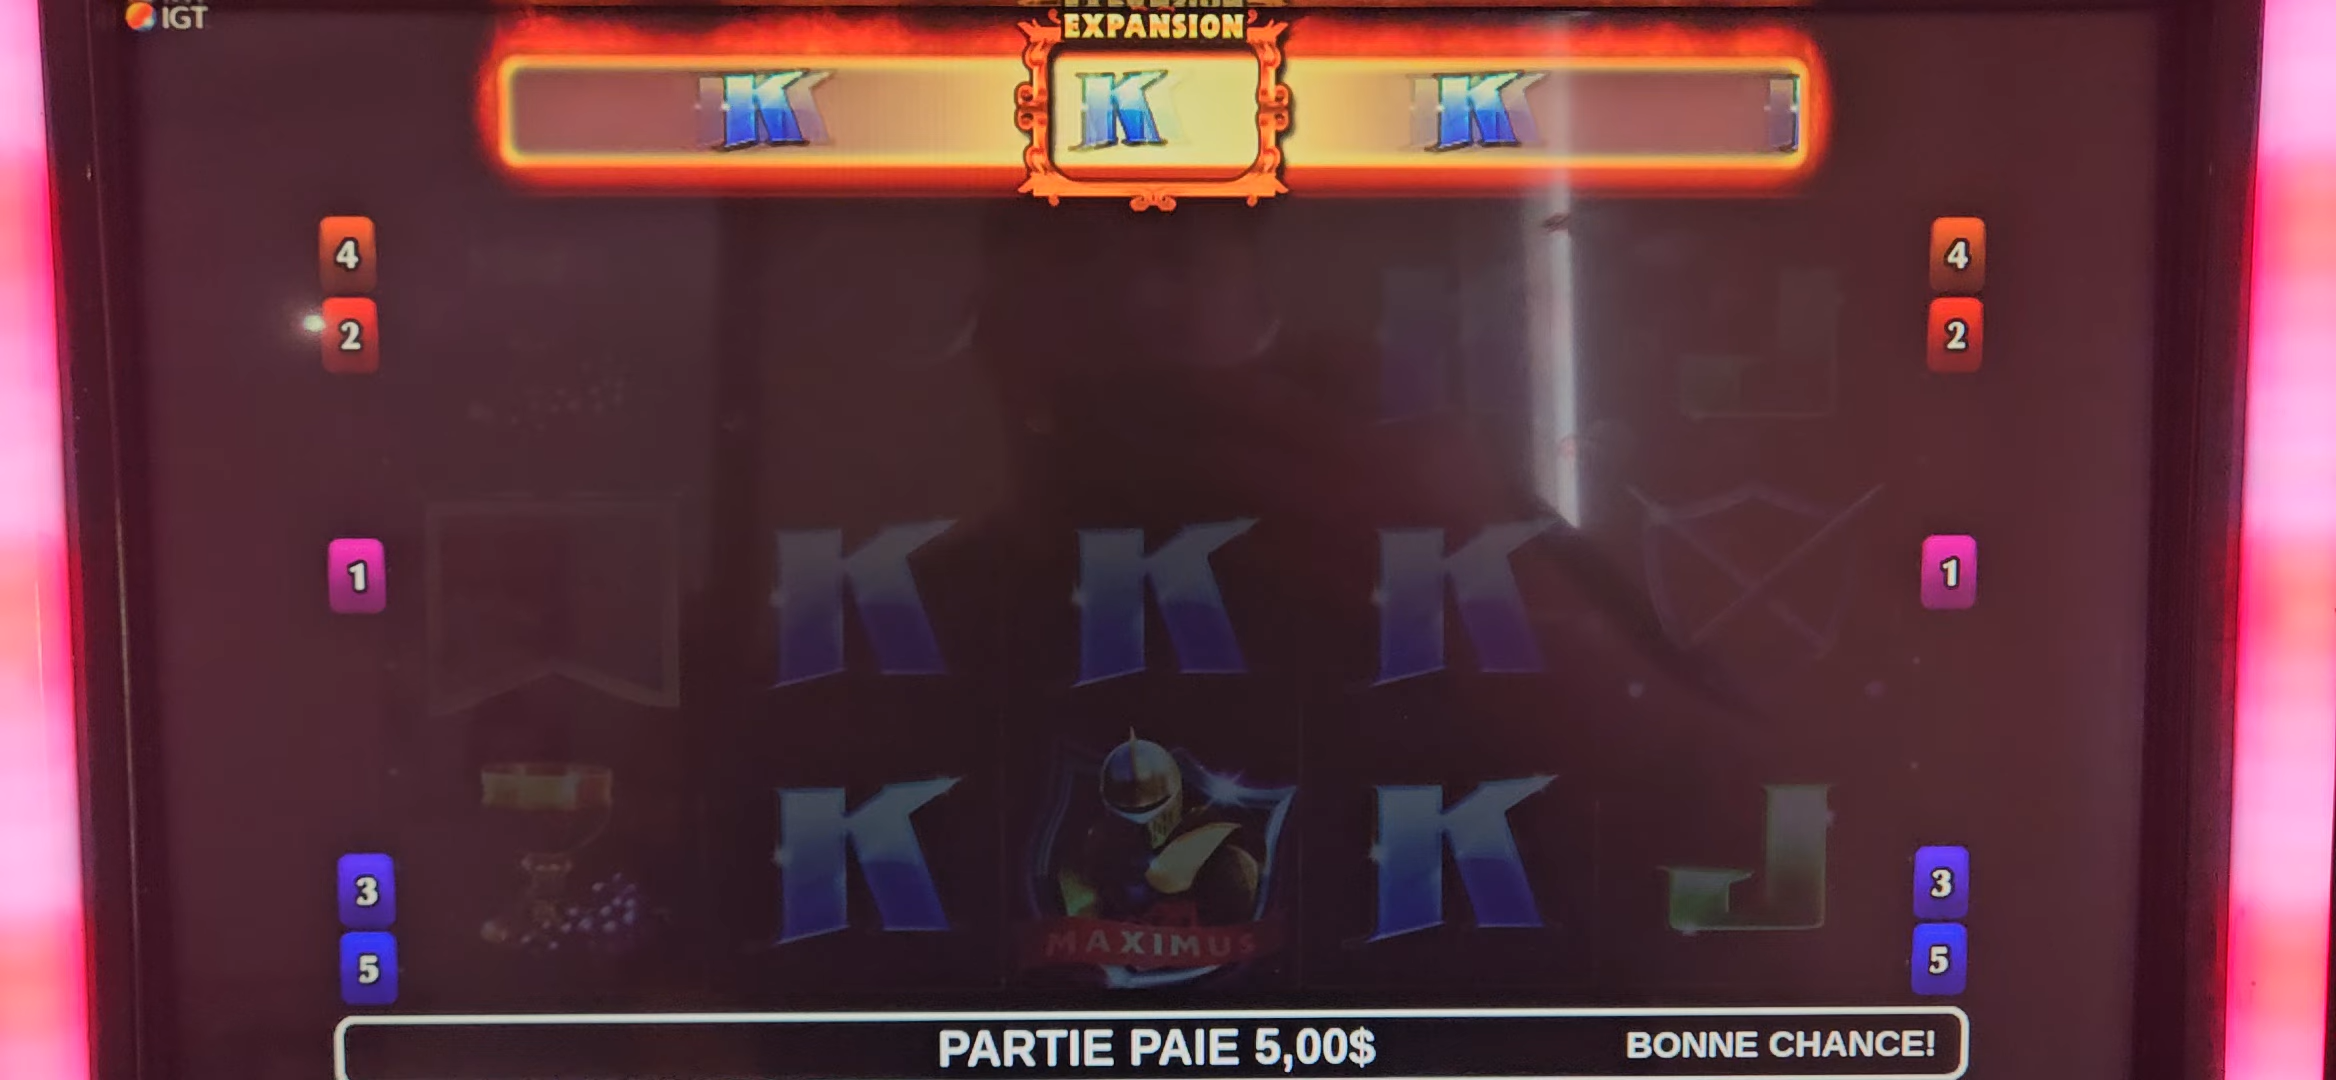 IGT
EXPANSION
K K K J
4 4
2 2
1 K K K 1
K K J
MAXIMUS
3 3
5 5
PARTIE PAIE 5,00$ BONNE CHANCE!